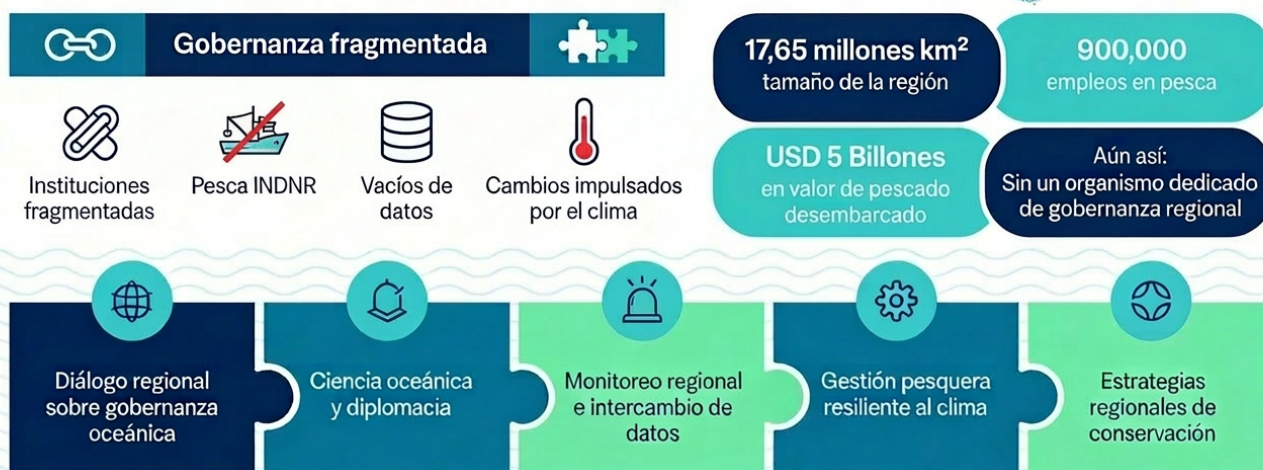 Gobernanza fragmentada
Instituciones
fragmentadas
Pesca INDNR
Vacíos de
datos
Cambios impulsados
por el clima
17,65 millones km²
tamaño de la región
900,000
empleos en pesca
USD 5 Billones
en valor de pescado
desembarcado
Aún así:
Sin un organismo dedicado
de gobernanza regional
Diálogo regional
sobre gobernanza
oceánica
Ciencia oceánica
y diplomacia
Monitoreo regional
e intercambio de
datos
Gestión pesquera
resiliente al clima
Estrategias
regionales de
conservación